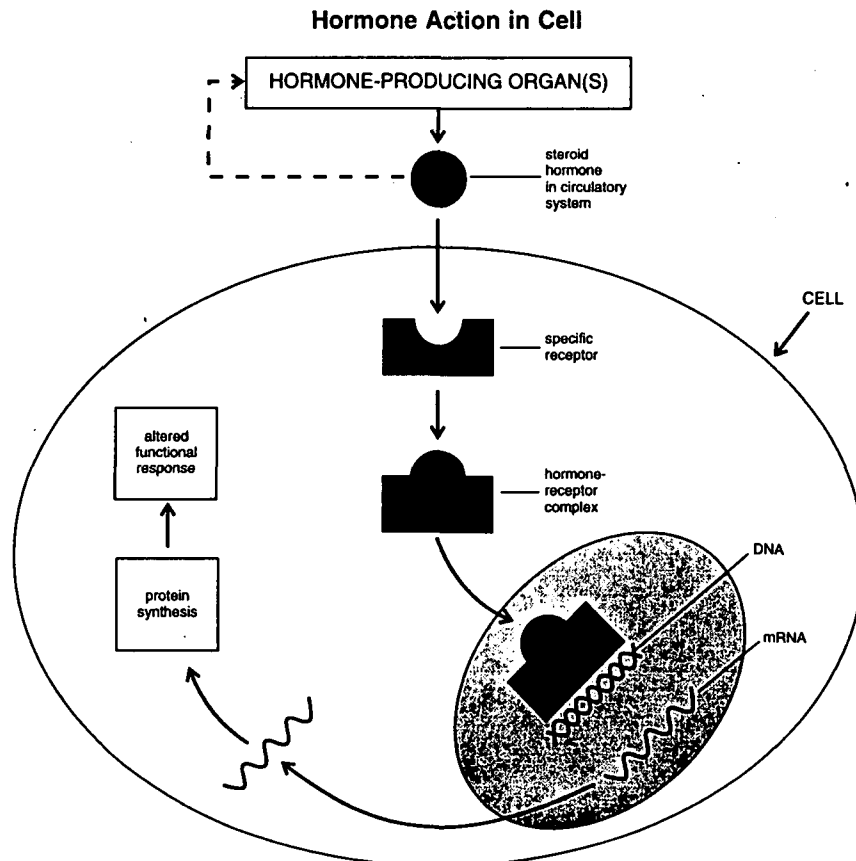 Hormone Action in Cell
HORMONE-PRODUCING ORGAN(S)
steroid
hormone
in circulatory
system
CELL
specific
receptor
altered
functional
response
hormone-
receptor
complex
DNA
protein
synthesis
mRNA